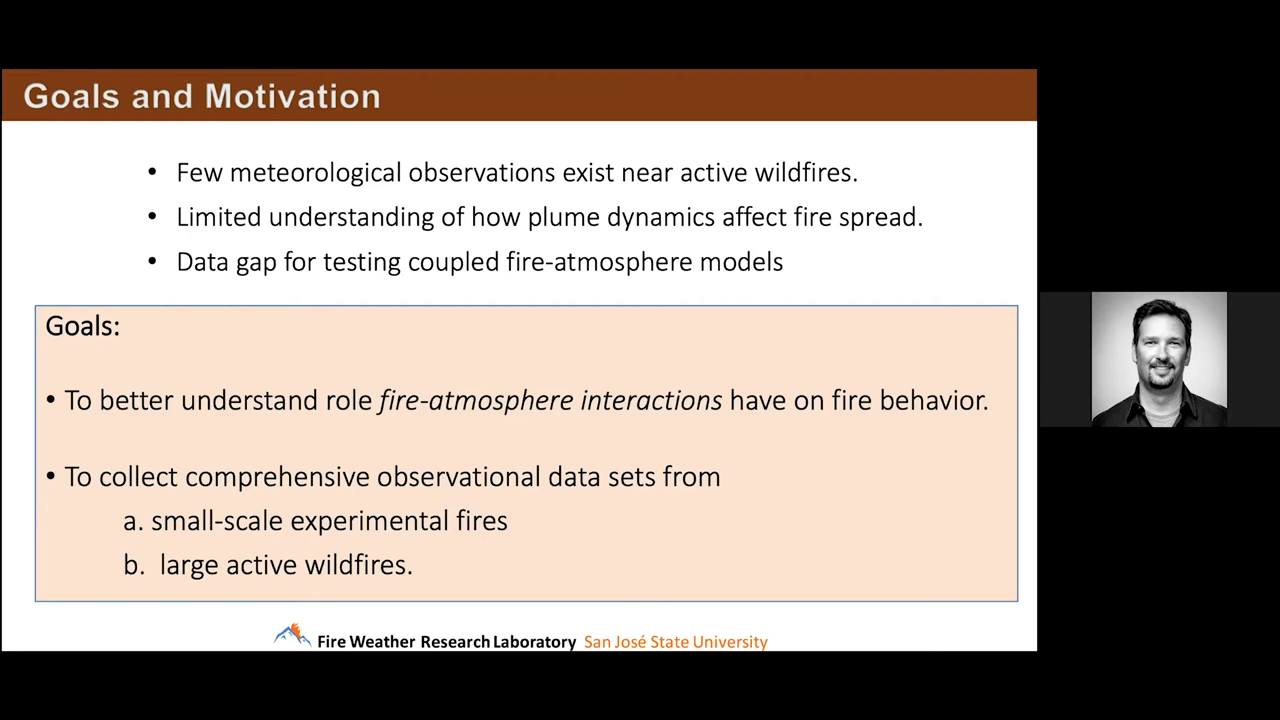 Goals and Motivation
• Few meteorological observations exist near active wildfires.
• Limited understanding of how plume dynamics affect fire spread.
• Data gap for testing coupled fire-atmosphere models
Goals:
• To better understand role fire-atmosphere interactions have on fire behavior.
• To collect comprehensive observational data sets from
a. small-scale experimental fires
b. large active wildfires.
Fire Weather Research Laboratory San José State University